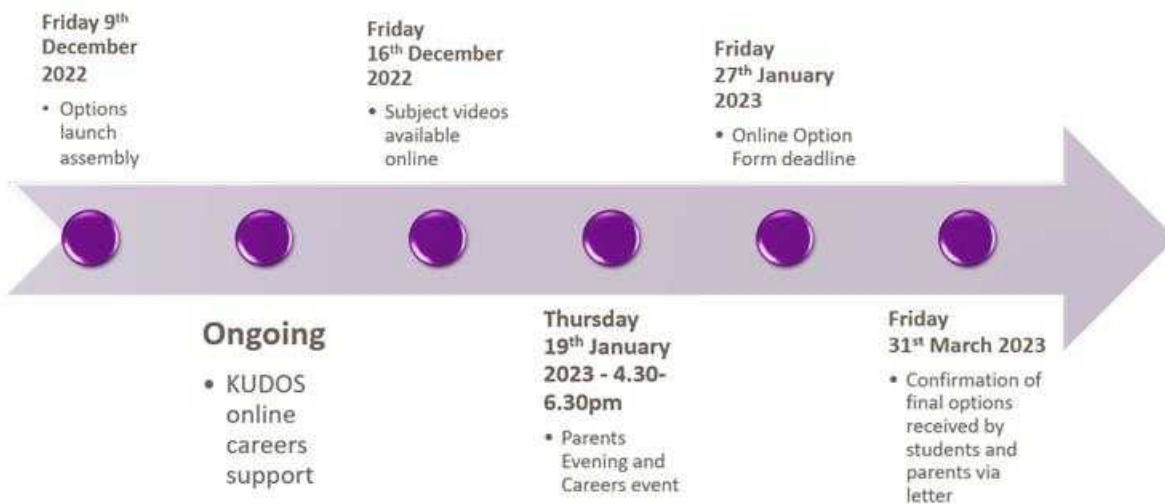 Friday 9th
December
2022
• Options
launch
assembly
Ongoing
• KUDOS
online
careers
support
Friday
16th December
2022
• Subject videos
available
online
Thursday
19th January
2023 - 4.30-
6.30pm
• Parents
Evening and
Careers event
Friday
27th January
2023
• Online Option
Form deadline
Friday
31st March 2023
• Confirmation of
final options
received by
students and
parents via
letter